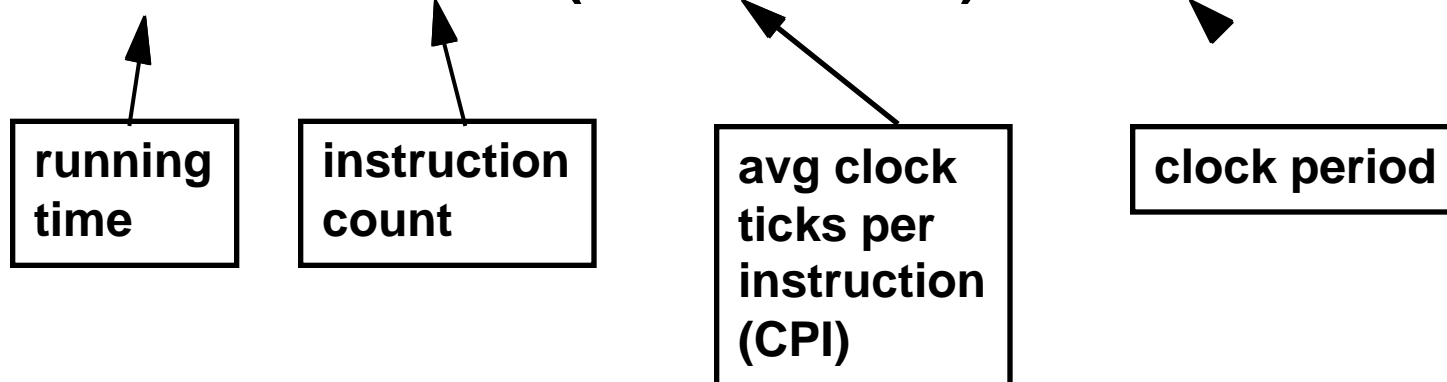 running
time
instruction
count
avg clock
ticks per
instruction
(CPI)
clock period